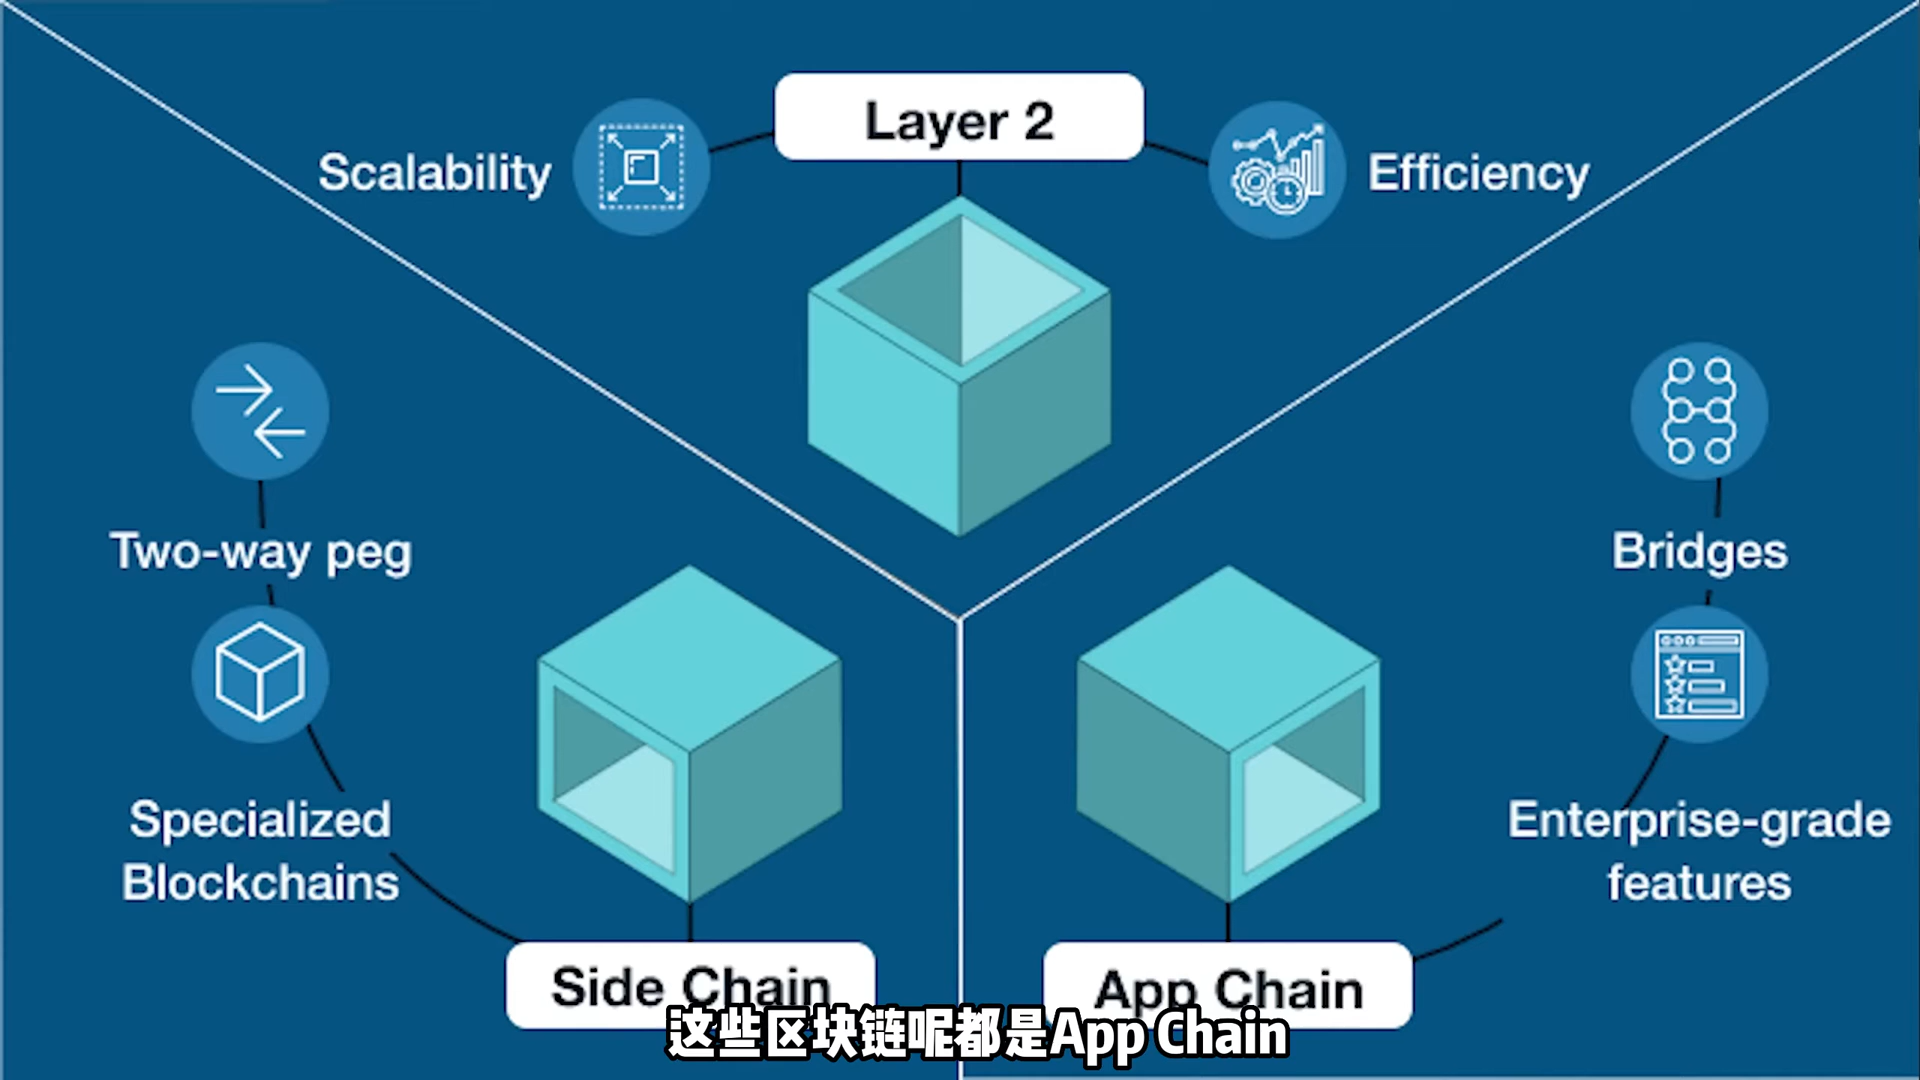 Layer 2
Scalability
Efficiency
Two-way peg
Bridges
Specialized
Blockchains
Enterprise-grade
features
Side Chain
App Chain
这些区块链呢都是App Chain